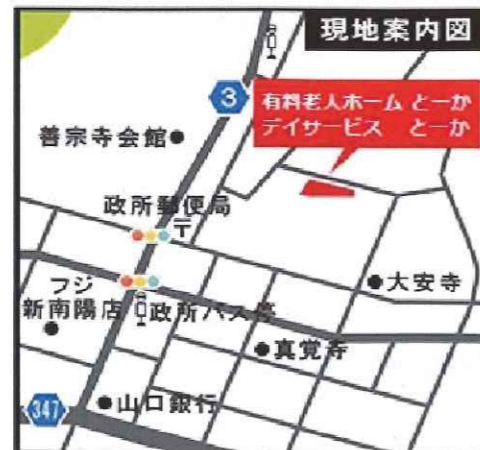 現地案内図
3
有料老人ホーム とーか
デイサービス とーか
善宗寺会館
政所郵便局
〒
フジ
新南陽店
政所バス停
大安寺
真覚寺
347
山口銀行